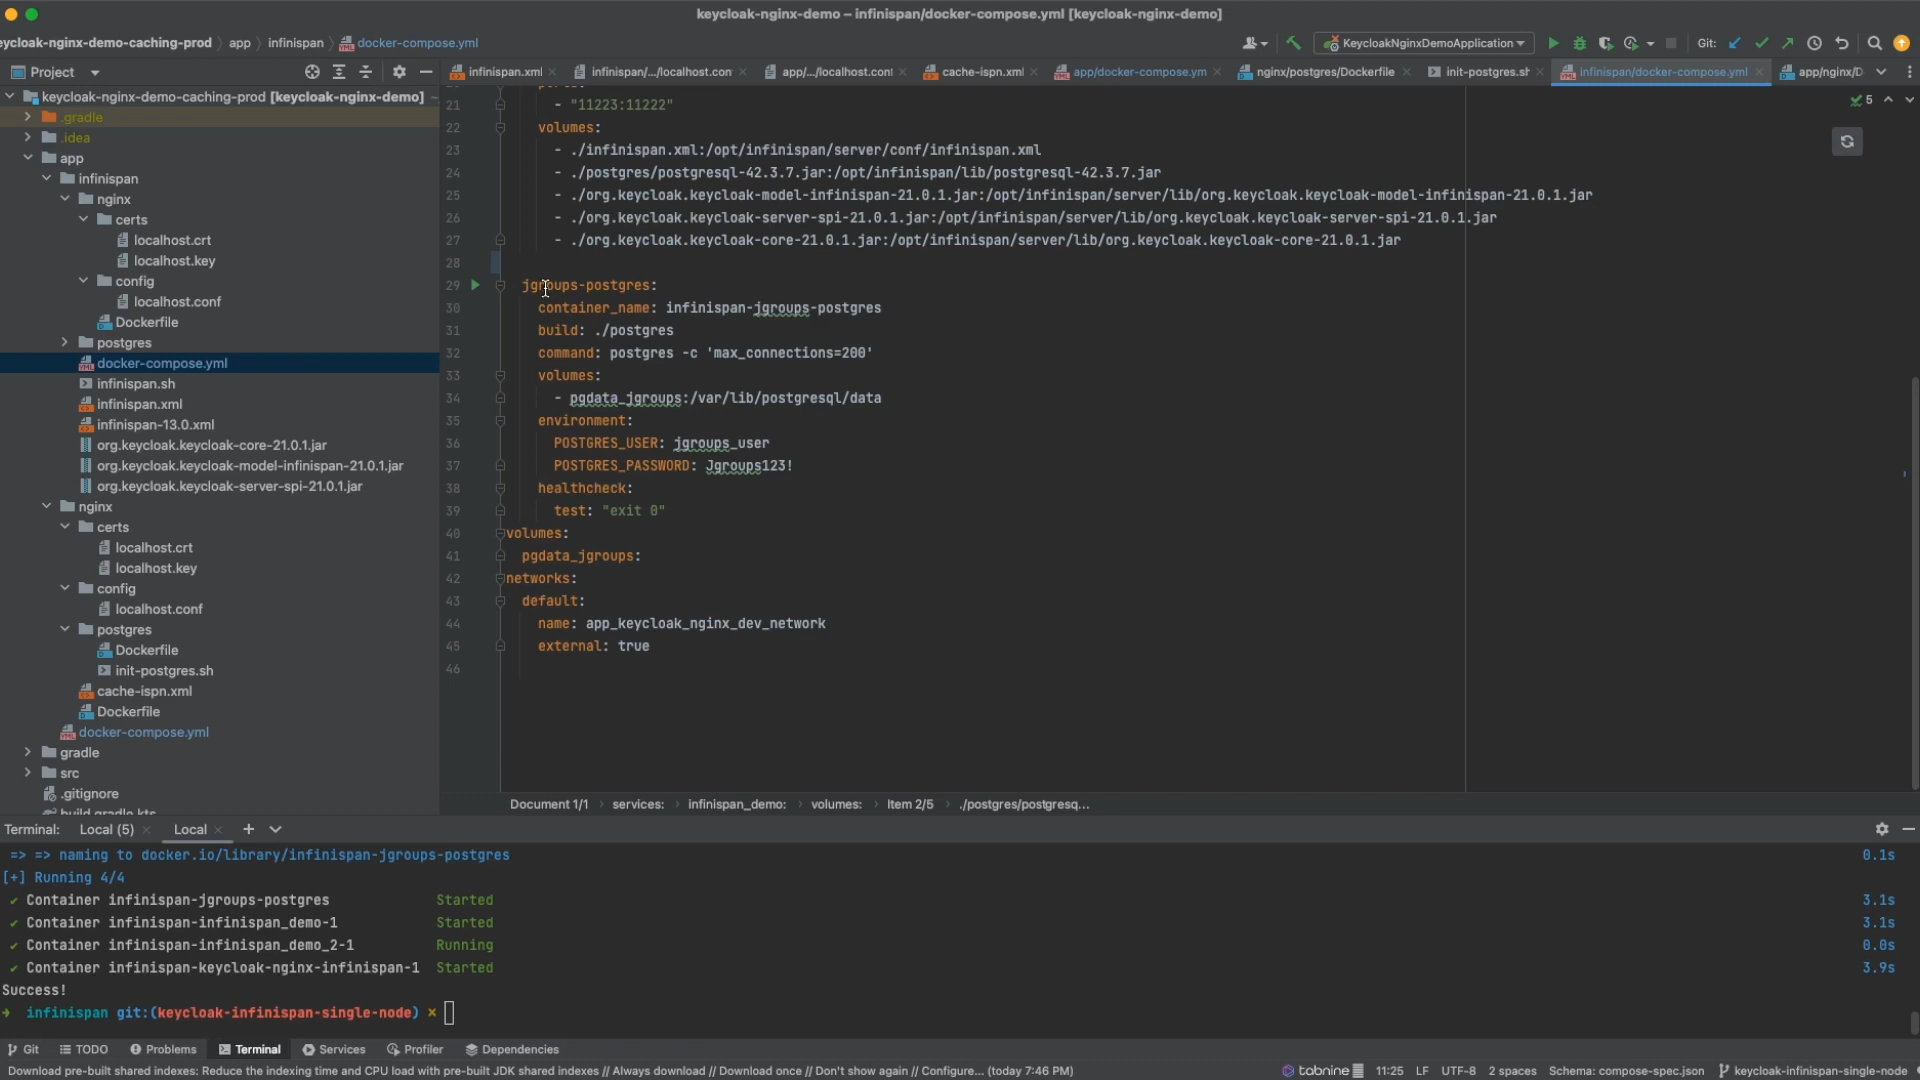 keycloak-nginx-demo – infinispan/docker-compose.yml [keycloak-nginx-demo]
eycloak-nginx-demo-caching-prod app infinispan docker-compose.yml
KeycloakNginxDemoApplication
Git:
Project
infinispan.xml
infinispan/.../localhost.con
app/.../localhost.conf
cache-ispn.xml
app/docker-compose.ym
nginx/postgres/Dockerfile
init-postgres.sh
infinispan/docker-compose.yml
app/nginx/D
keycloak-nginx-demo-caching-prod [keycloak-nginx-demo]
.gradle
.idea
app
infinispan
nginx
certs
localhost.crt
localhost.key
config
localhost.conf
Dockerfile
postgres
docker-compose.yml
infinispan.sh
infinispan.xml
infinispan-13.0.xml
org.keycloak.keycloak-core-21.0.1.jar
org.keycloak.keycloak-model-infinispan-21.0.1.jar
org.keycloak.keycloak-server-spi-21.0.1.jar
nginx
certs
localhost.crt
localhost.key
config
localhost.conf
postgres
Dockerfile
init-postgres.sh
cache-ispn.xml
Dockerfile
docker-compose.yml
gradle
src
.gitignore
5
21 - "11223:11222"
22 volumes:
23 - ./infinispan.xml:/opt/infinispan/server/conf/infinispan.xml
24 - ./postgres/postgresql-42.3.7.jar:/opt/infinispan/lib/postgresql-42.3.7.jar
25 - ./org.keycloak.keycloak-model-infinispan-21.0.1.jar:/opt/infinispan/server/lib/org.keycloak.keycloak-model-infinispan-21.0.1.jar
26 - ./org.keycloak.keycloak-server-spi-21.0.1.jar:/opt/infinispan/server/lib/org.keycloak.keycloak-server-spi-21.0.1.jar
27 - ./org.keycloak.keycloak-core-21.0.1.jar:/opt/infinispan/server/lib/org.keycloak.keycloak-core-21.0.1.jar
28
29 jgroups-postgres:
30 container_name: infinispan-jgroups-postgres
31 build: ./postgres
32 command: postgres -c 'max_connections=200'
33 volumes:
34 - pgdata_jgroups:/var/lib/postgresql/data
35 environment:
36 POSTGRES_USER: jgroups_user
37 POSTGRES_PASSWORD: Jgroups123!
38 healthcheck:
39 test: "exit 0"
40 volumes:
41 pgdata_jgroups:
42 networks:
43 default:
44 name: app_keycloak_nginx_dev_network
45 external: true
46
Document 1/1 services: infinispan_demo: volumes: Item 2/5 ./postgres/postgresq...
Terminal: Local (5) Local
=> => naming to docker.io/library/infinispan-jgroups-postgres 0.1s
[+] Running 4/4
✔ Container infinispan-jgroups-postgres Started 3.1s
✔ Container infinispan-infinispan_demo-1 Started 3.1s
✔ Container infinispan-infinispan_demo_2-1 Running 0.0s
✔ Container infinispan-keycloak-nginx-infinispan-1 Started 3.9s
Success!
infinispan git:(keycloak-infinispan-single-node) ×
Git TODO Problems Terminal Services Profiler Dependencies
Download pre-built shared indexes: Reduce the indexing time and CPU load with pre-built JDK shared indexes // Always download // Download once // Don't show again // Configure... (today 7:46 PM)
tabnine 11:25 LF UTF-8 2 spaces Schema: compose-spec.json keycloak-infinispan-single-node